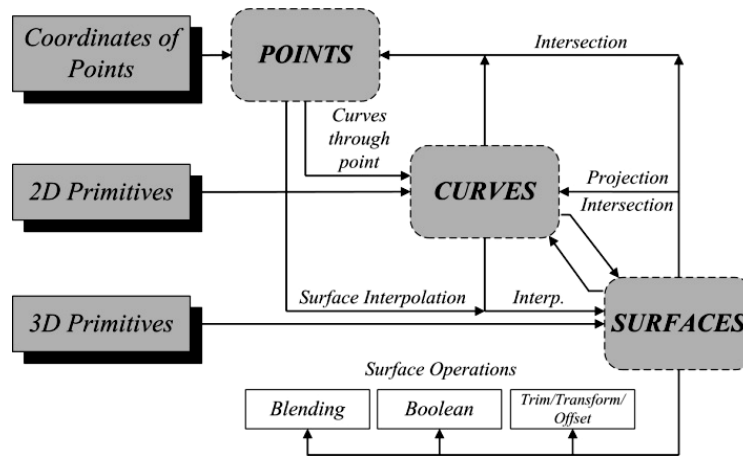 Coordinates of
Points
POINTS
Intersection
Curves
through
point
2D Primitives
CURVES
Projection
Intersection
3D Primitives
Surface Interpolation
Interp.
SURFACES
Surface Operations
Blending
Boolean
Trim/Transform/
Offset